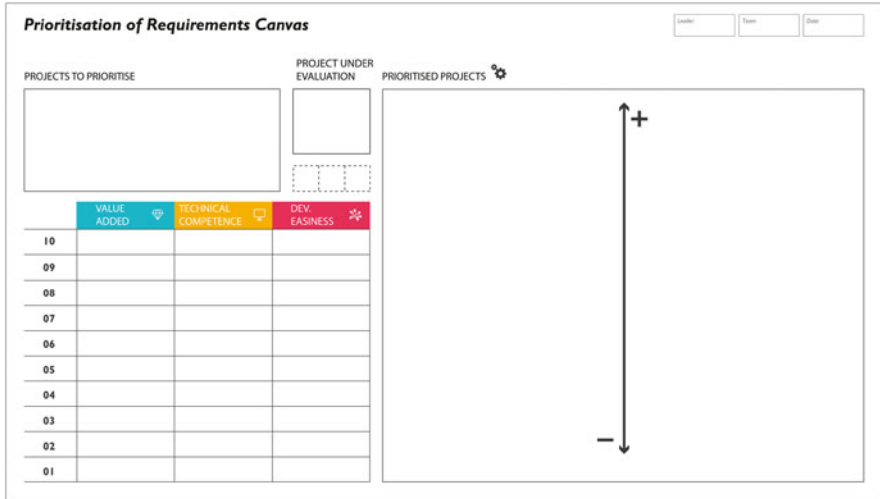 Prioritisation of Requirements Canvas
Leader:
Team:
Date:
PROJECTS TO PRIORITISE
PROJECT UNDER
EVALUATION
PRIORITISED PROJECTS
+
VALUE
ADDED
TECHNICAL
COMPETENCE
DEV.
EASINESS
10
09
08
07
06
05
04
03
02
01
−